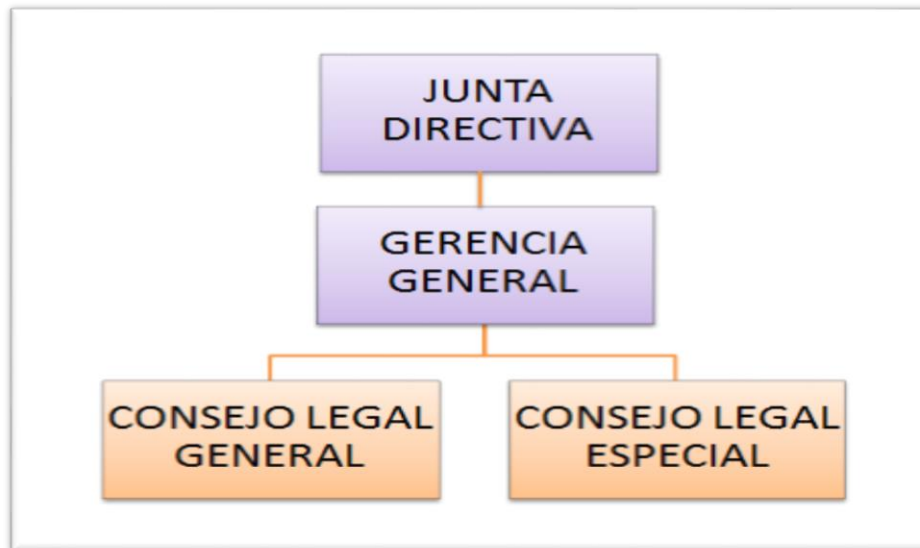 JUNTA
DIRECTIVA
GERENCIA
GENERAL
CONSEJO LEGAL
GENERAL
CONSEJO LEGAL
ESPECIAL